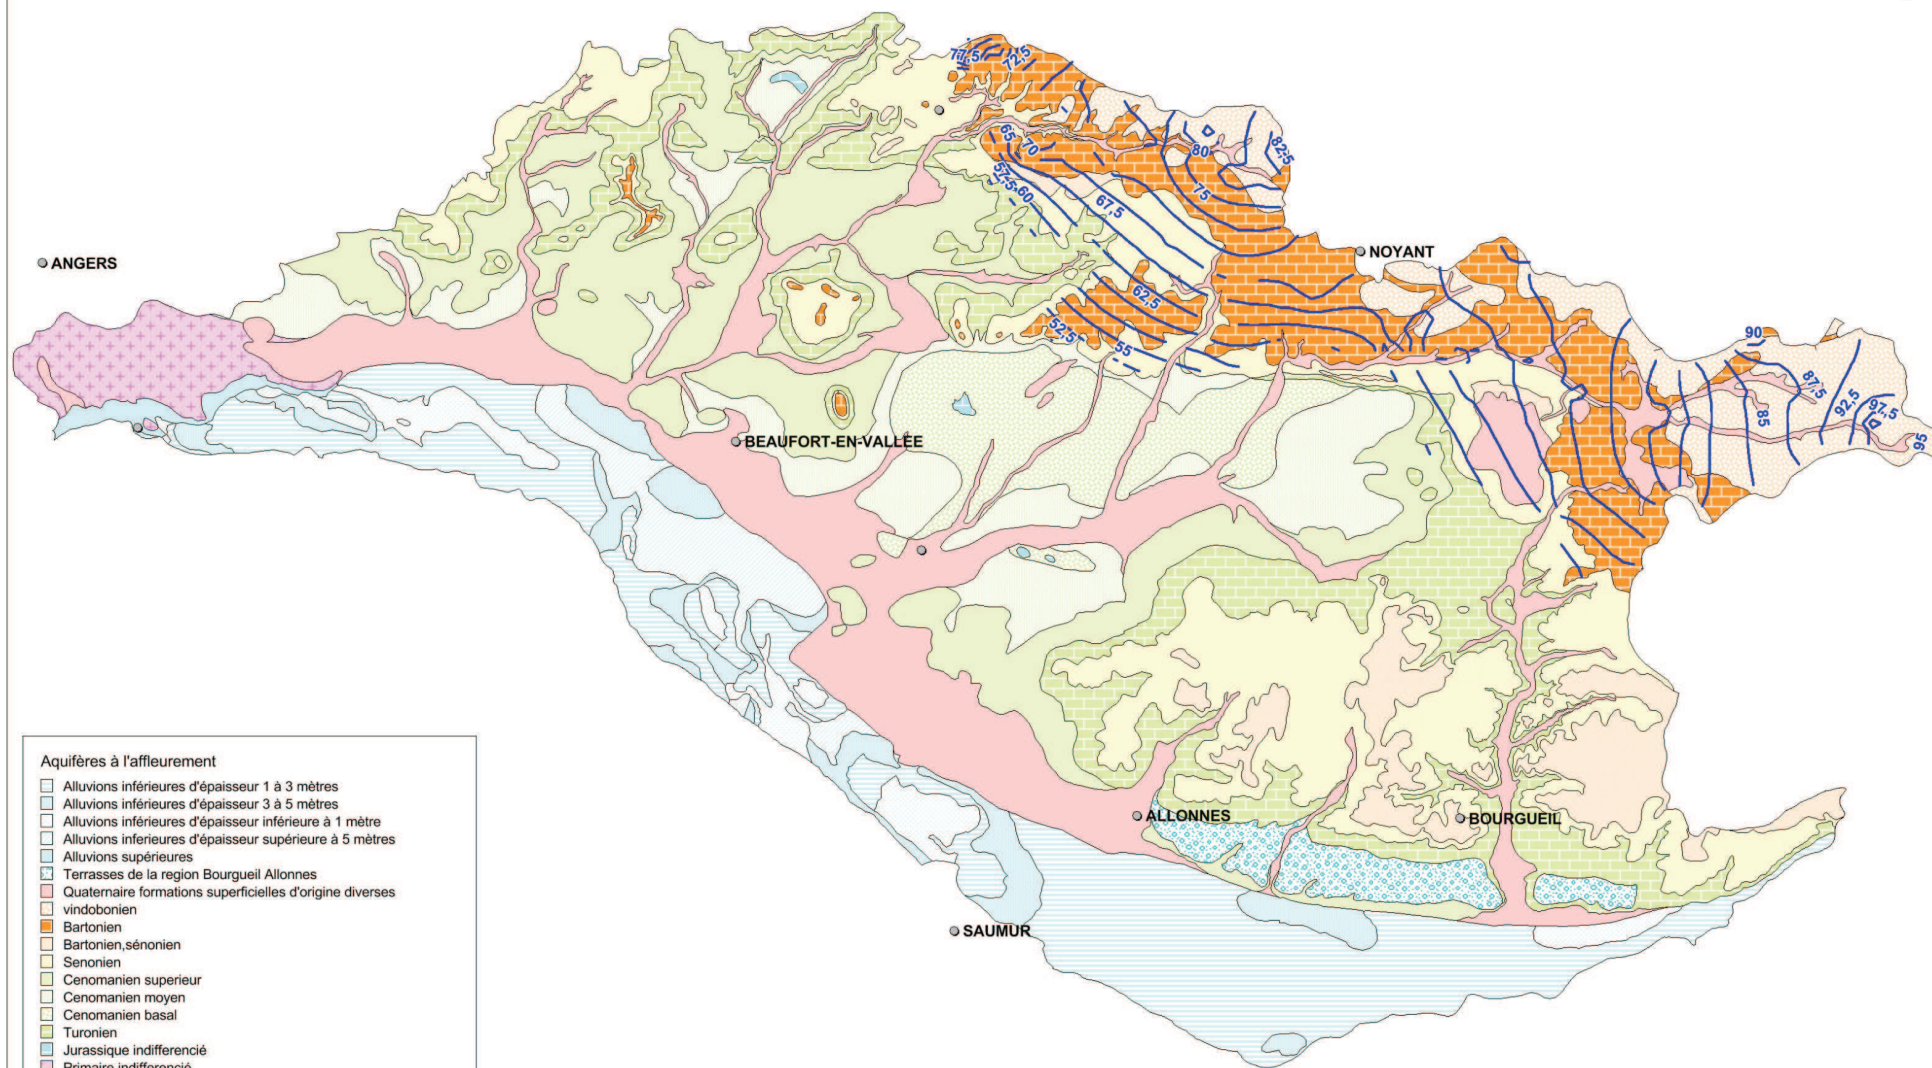 77,5
72,5
65
70
80
82,5
57,5
60
67,5
75
ANGERS
NOYANT
62,5
52,5
55
90
87,5
92,5
97,5
85
95
BEAUFORT-EN-VALLÉE
ALLONNES
BOURGUEIL
SAUMUR
Aquifères à l'affleurement
Alluvions inférieures d'épaisseur 1 à 3 mètres
Alluvions inférieures d'épaisseur 3 à 5 mètres
Alluvions inférieures d'épaisseur inférieure à 1 mètre
Alluvions inferieures d'épaisseur supérieure à 5 mètres
Alluvions supérieures
Terrasses de la region Bourgueil Allonnes
Quaternaire formations superficielles d'origine diverses
vindobonien
Bartonien
Bartonien,sénonien
Senonien
Cenomanien superieur
Cenomanien moyen
Cenomanien basal
Turonien
Jurassique indifferencié
Primaire indifferencié